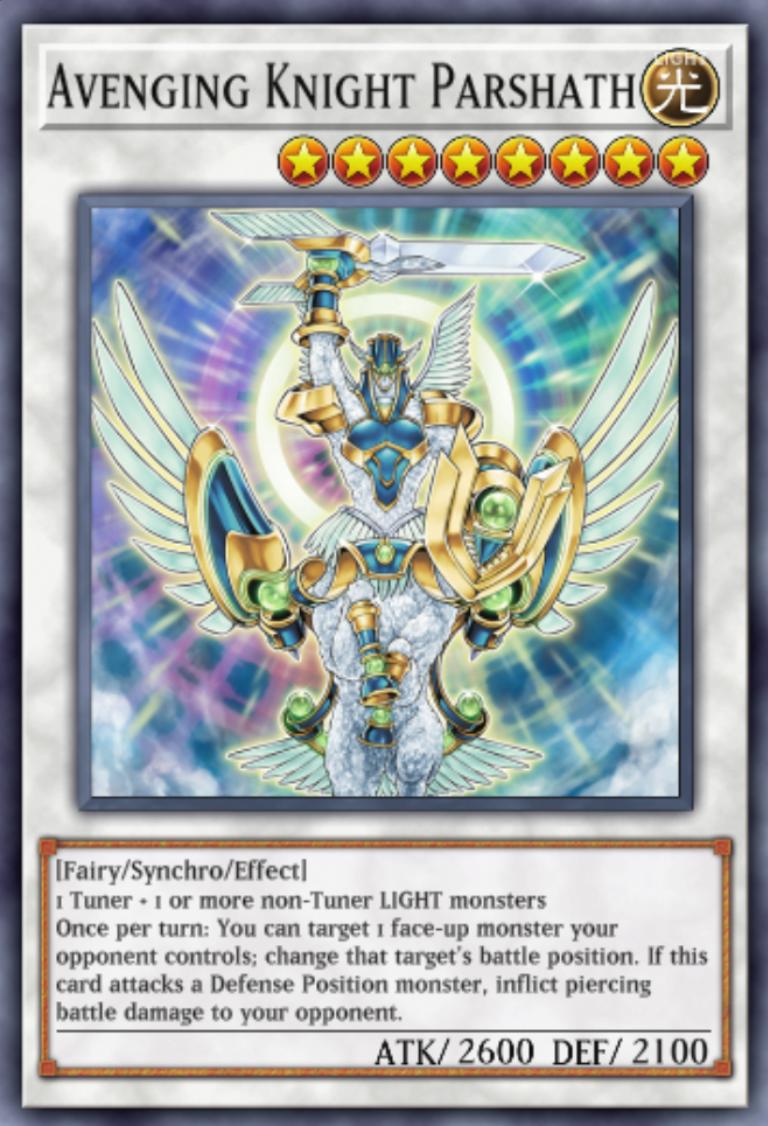 AVENGING KNIGHT PARSHATH
LIGHT
光
[Fairy/Synchro/Effect]
1 Tuner + 1 or more non-Tuner LIGHT monsters
Once per turn: You can target 1 face-up monster your
opponent controls; change that target's battle position. If this
card attacks a Defense Position monster, inflict piercing
battle damage to your opponent.
ATK/ 2600 DEF/ 2100